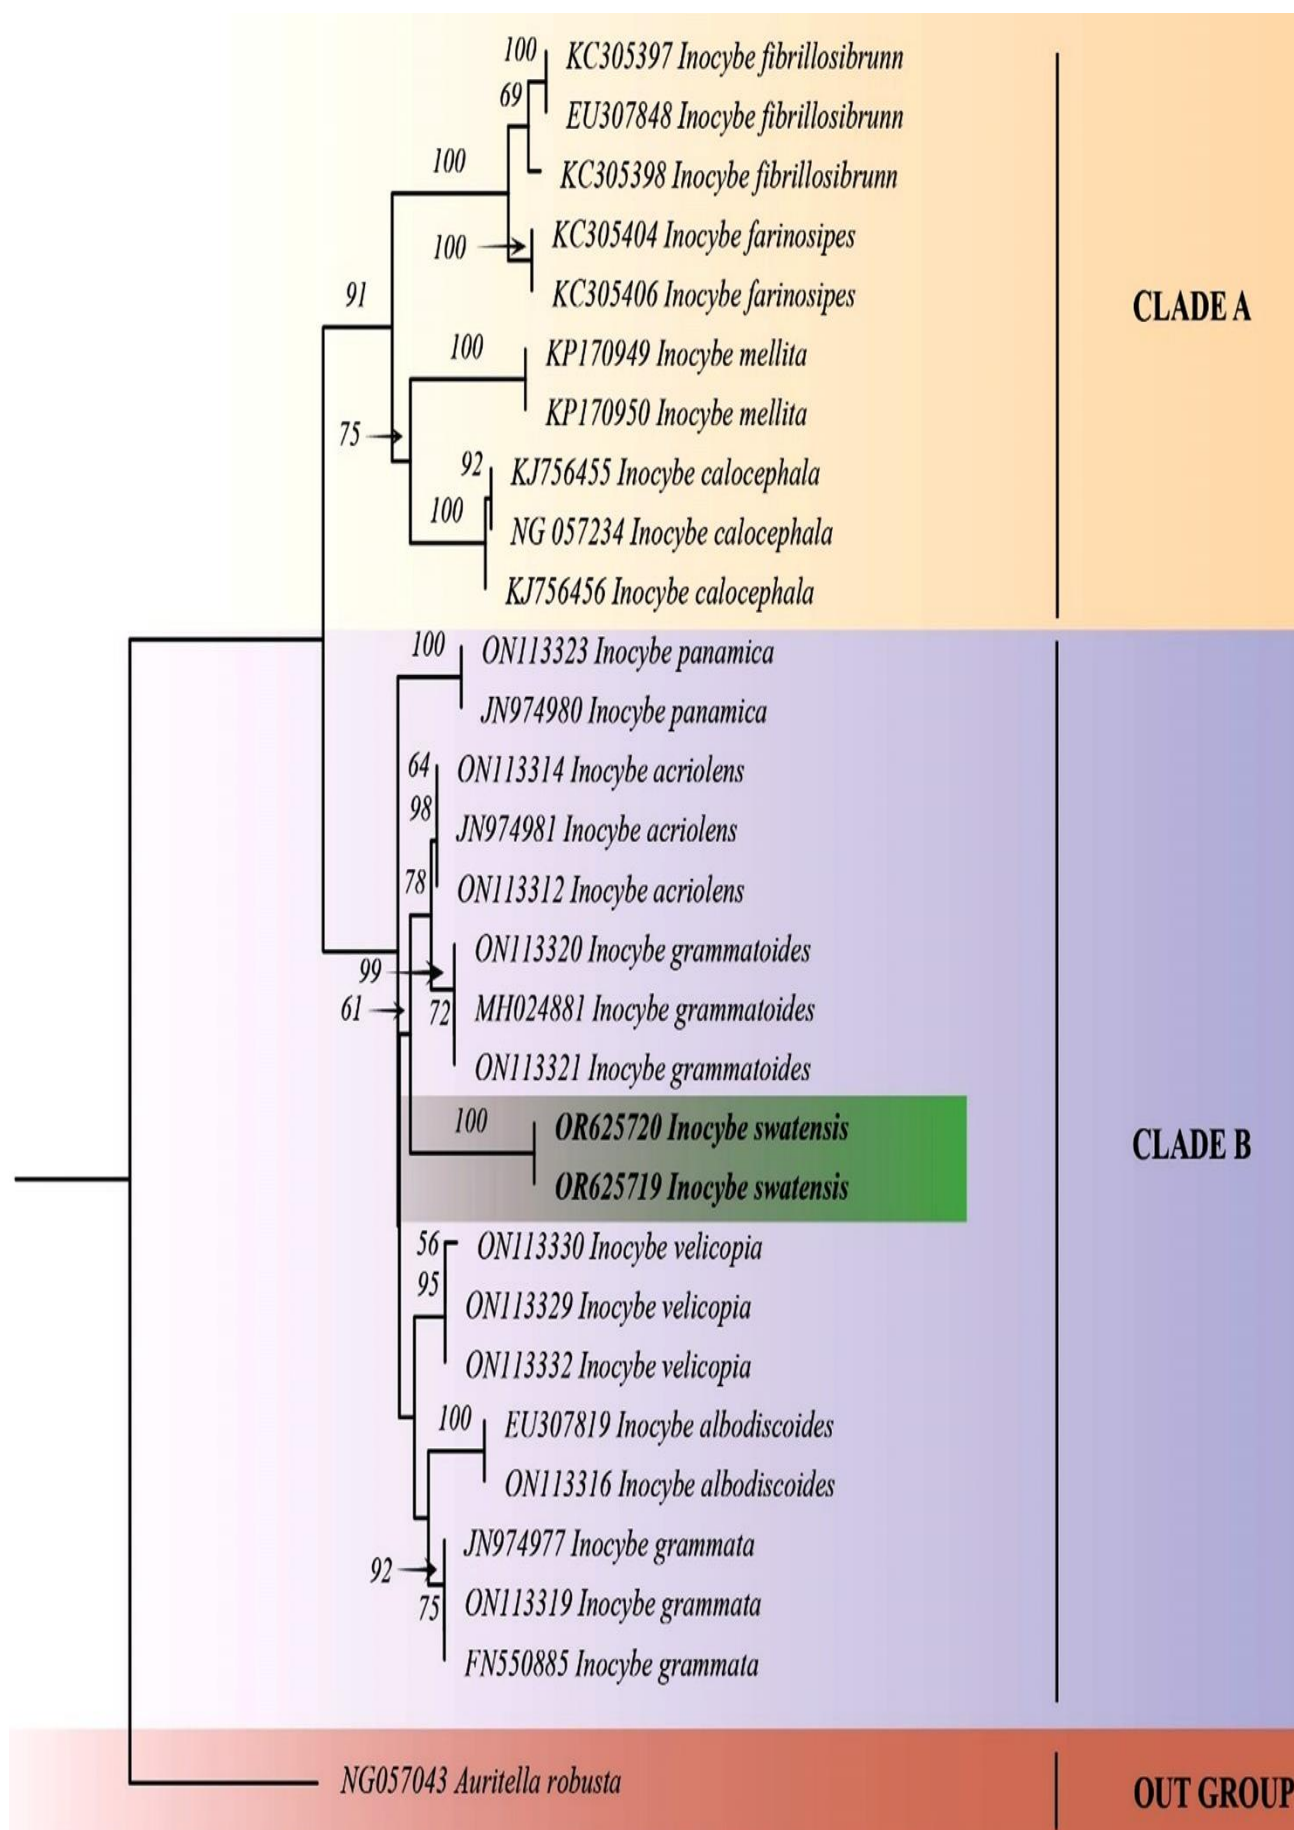 100
KC305397 Inocybe fibrillosibrunn
69
EU307848 Inocybe fibrillosibrunn
100
KC305398 Inocybe fibrillosibrunn
KC305404 Inocybe farinosipes
100
KC305406 Inocybe farinosipes
91
CLADE A
100
KP170949 Inocybe mellita
KP170950 Inocybe mellita
75
92
KJ756455 Inocybe calocephala
100
NG 057234 Inocybe calocephala
KJ756456 Inocybe calocephala
100
ON113323 Inocybe panamica
JN974980 Inocybe panamica
64
ON113314 Inocybe acriolens
98
JN974981 Inocybe acriolens
78
ON113312 Inocybe acriolens
ON113320 Inocybe grammatoides
99
61
72
MH024881 Inocybe grammatoides
ON113321 Inocybe grammatoides
100
OR625720 Inocybe swatensis
CLADE B
OR625719 Inocybe swatensis
56
ON113330 Inocybe velicopia
95
ON113329 Inocybe velicopia
ON113332 Inocybe velicopia
100
EU307819 Inocybe albodiscoides
ON113316 Inocybe albodiscoides
JN974977 Inocybe grammata
92
75
ON113319 Inocybe grammata
FN550885 Inocybe grammata
NG057043 Auritella robusta
OUT GROUP